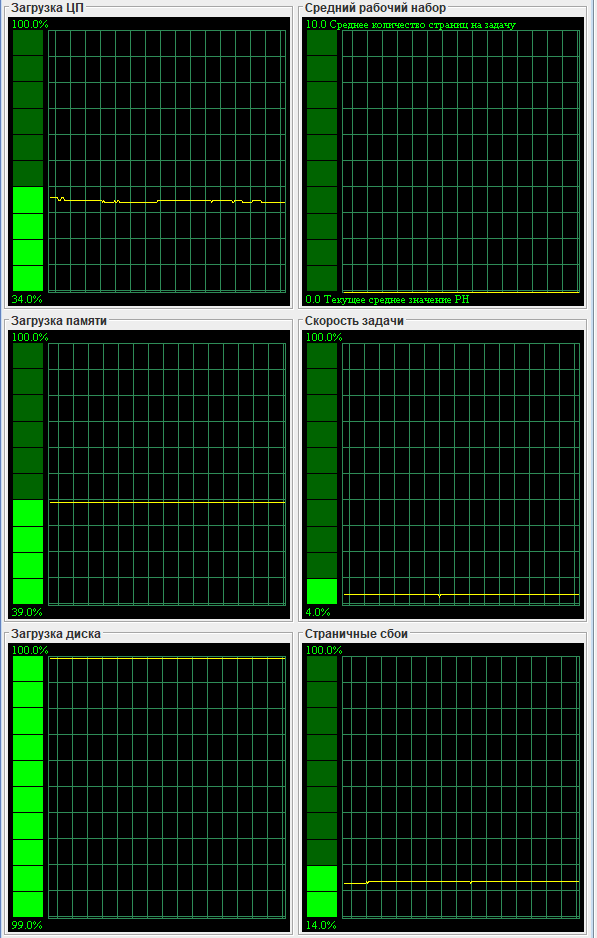 Загрузка ЦП
100.0%
34.0%
Средний рабочий набор
10.0 Среднее количество страниц на задачу
0.0 Текущее среднее значение РН
Загрузка памяти
100.0%
39.0%
Скорость задачи
100.0%
4.0%
Загрузка диска
100.0%
99.0%
Страничные сбои
100.0%
14.0%